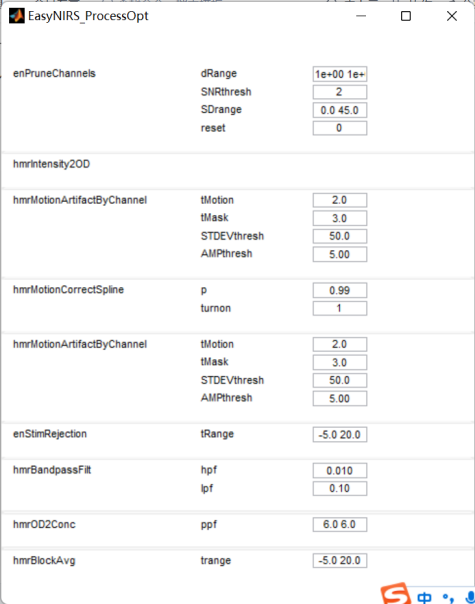 EasyNIRS_ProcessOpt
enPruneChannels dRange 1e+00 1e+
SNRthresh 2
SDrange 0.0 45.0
reset 0
hmrIntensity2OD
hmrMotionArtifactByChannel tMotion 2.0
tMask 3.0
STDEVthresh 50.0
AMPthresh 5.00
hmrMotionCorrectSpline p 0.99
turnon 1
hmrMotionArtifactByChannel tMotion 2.0
tMask 3.0
STDEVthresh 50.0
AMPthresh 5.00
enStimRejection tRange -5.0 20.0
hmrBandpassFilt hpf 0.010
lpf 0.10
hmrOD2Conc ppf 6.0 6.0
hmrBlockAvg trange -5.0 20.0
中